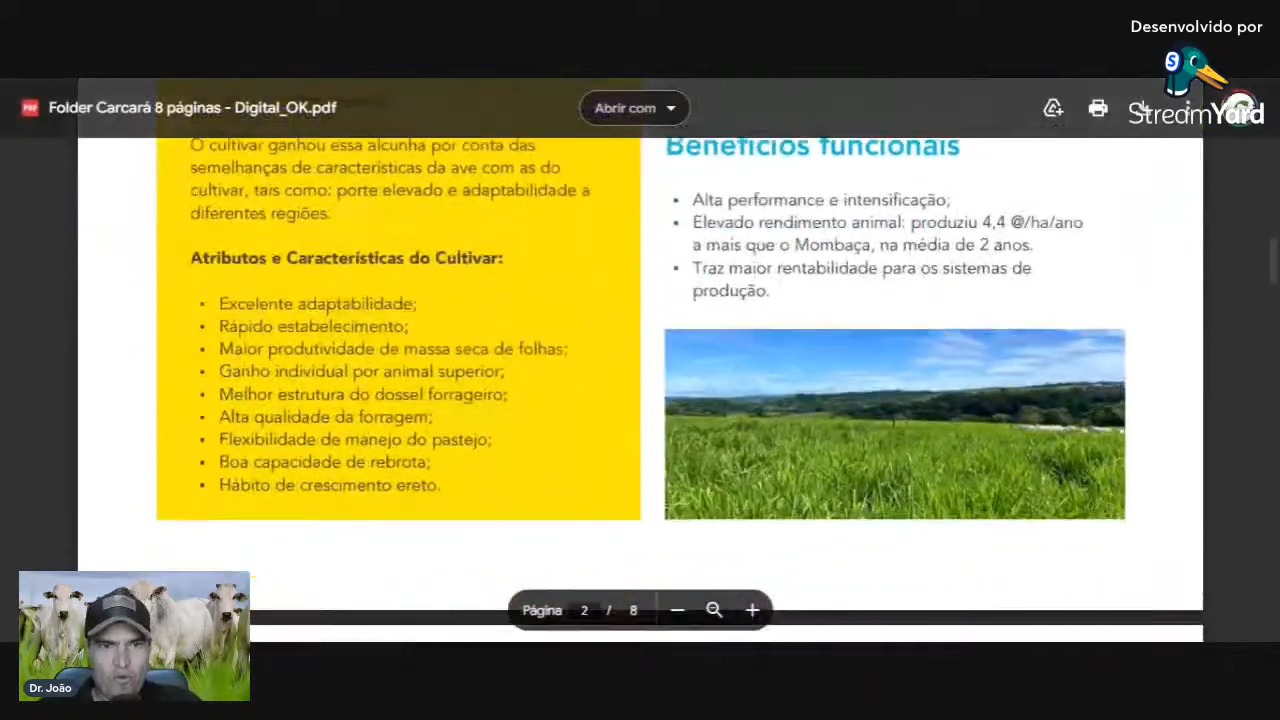 Desenvolvido por
StreamYard
Folder Carcará 8 páginas - Digital_OK.pdf
Abrir com
O cultivar ganhou essa alcunha por conta das
semelhanças de características da ave com as do
cultivar, tais como: porte elevado e adaptabilidade a
diferentes regiões.
Atributos e Características do Cultivar:
• Excelente adaptabilidade;
• Rápido estabelecimento;
• Maior produtividade de massa seca de folhas;
• Ganho individual por animal superior;
• Melhor estrutura do dossel forrageiro;
• Alta qualidade da forragem;
• Flexibilidade de manejo do pastejo;
• Boa capacidade de rebrota;
• Hábito de crescimento ereto.
Benefícios funcionais
• Alta performance e intensificação;
• Elevado rendimento animal: produziu 4,4 @/ha/ano
a mais que o Mombaça, na média de 2 anos.
• Traz maior rentabilidade para os sistemas de
produção.
Página 2 / 8
Dr. João